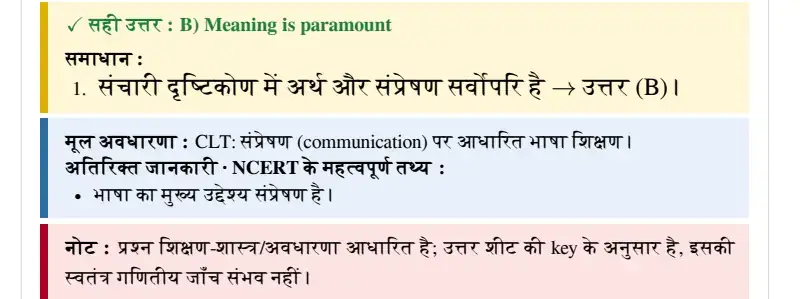 ✓ सही उत्तर : B) Meaning is paramount
समाधान :
1. संचारी दृष्टिकोण में अर्थ और संप्रेषण सर्वोपरि है → उत्तर (B)।
मूल अवधारणा : CLT: संप्रेषण (communication) पर आधारित भाषा शिक्षण।
अतिरिक्त जानकारी · NCERT के महत्वपूर्ण तथ्य :
• भाषा का मुख्य उद्देश्य संप्रेषण है।
नोट : प्रश्न शिक्षण-शास्त्र/अवधारणा आधारित है; उत्तर शीट की key के अनुसार है, इसकी
स्वतंत्र गणितीय जाँच संभव नहीं।